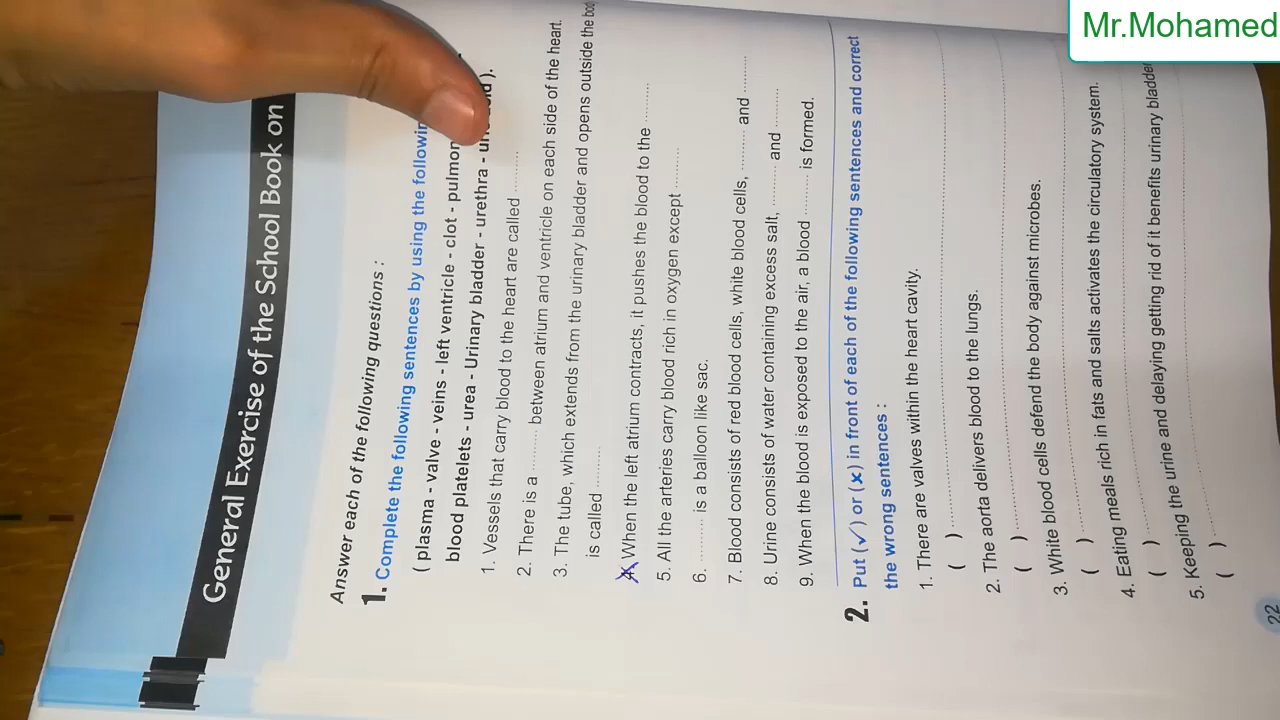 Mr.Mohamed
General Exercise of the School Book on
Answer each of the following questions :
1. Complete the following sentences by using the
( plasma - valve - veins - left ventricle - clot -
blood platelets - urea - Urinary bladder - urethra - ).
1. Vessels that carry blood to the heart are called ..........
2. There is a .......... between atrium and ventricle on each side of the heart.
3. The tube, which extends from the urinary bladder and opens outside the
is called ..........
4. When the left atrium contracts, it pushes the blood to the ..........
5. All the arteries carry blood rich in oxygen except ..........
6. .......... is a balloon like sac.
7. Blood consists of red blood cells, white blood cells, .......... and ..........
8. Urine consists of water containing excess salt, .......... and ..........
9. When the blood is exposed to the air, a blood .......... is formed.
2. Put (✓) or (x) in front of each of the following sentences and correct
the wrong sentences :
1. There are valves within the heart cavity.
( )
2. The aorta delivers blood to the lungs.
( )
3. White blood cells defend the body against microbes.
( )
4. Eating meals rich in fats and salts activates the circulatory system.
( )
5. Keeping the urine and delaying getting rid of it benefits urinary bladder
( )
22